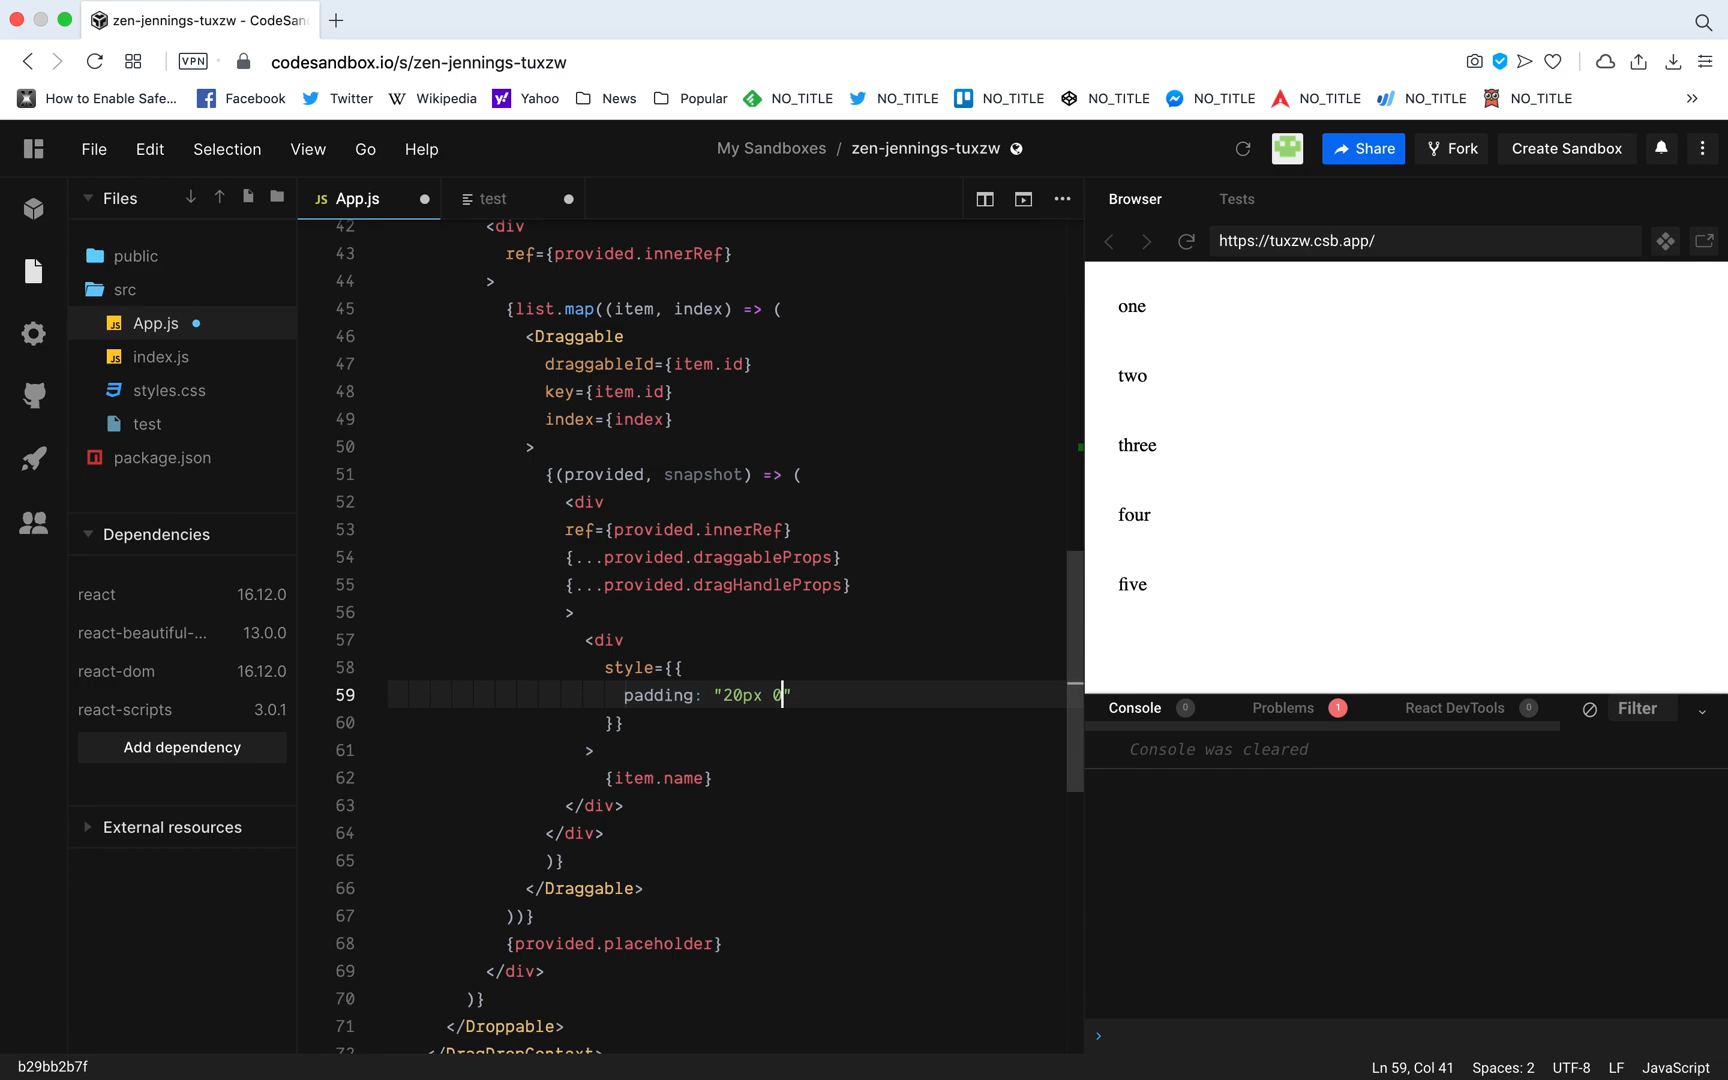 zen-jennings-tuxzw - CodeSan
VPN
codesandbox.io/s/zen-jennings-tuxzw
How to Enable Safe...
Facebook
Twitter
Wikipedia
Yahoo
News
Popular
NO_TITLE
NO_TITLE
NO_TITLE
NO_TITLE
NO_TITLE
NO_TITLE
NO_TITLE
NO_TITLE
File Edit Selection View Go Help
My Sandboxes / zen-jennings-tuxzw
Share
Fork
Create Sandbox
Files
public
src
JS App.js
JS index.js
styles.css
test
package.json
Dependencies
react 16.12.0
react-beautiful-... 13.0.0
react-dom 16.12.0
react-scripts 3.0.1
Add dependency
External resources
JS App.js
test
42 <div
43 ref={provided.innerRef}
44 >
45 {list.map((item, index) => (
46 <Draggable
47 draggableId={item.id}
48 key={item.id}
49 index={index}
50 >
51 {(provided, snapshot) => (
52 <div
53 ref={provided.innerRef}
54 {...provided.draggableProps}
55 {...provided.dragHandleProps}
56 >
57 <div
58 style={{
59 padding: "20px 0"
60 }}
61 >
62 {item.name}
63 </div>
64 </div>
65 )}
66 </Draggable>
67 ))}
68 {provided.placeholder}
69 </div>
70 )}
71 </Droppable>
72 </DragDropContext>
Browser Tests
https://tuxzw.csb.app/
one
two
three
four
five
Console 0 Problems 1 React DevTools 0 Filter
Console was cleared
b29bb2b7f
Ln 59, Col 41 Spaces: 2 UTF-8 LF JavaScript